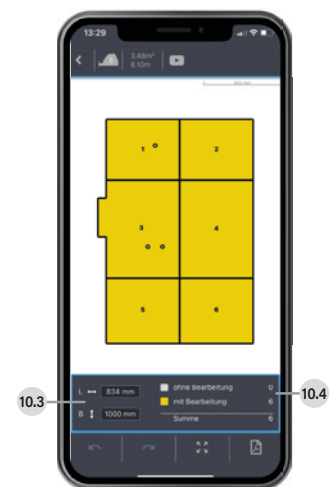 13:29
3.48m²
8.10m
1
2
3
4
5
6
10.3
L 834 mm
B 1000 mm
ohne Bearbeitung 0
mit Bearbeitung 6
Summe 6
10.4